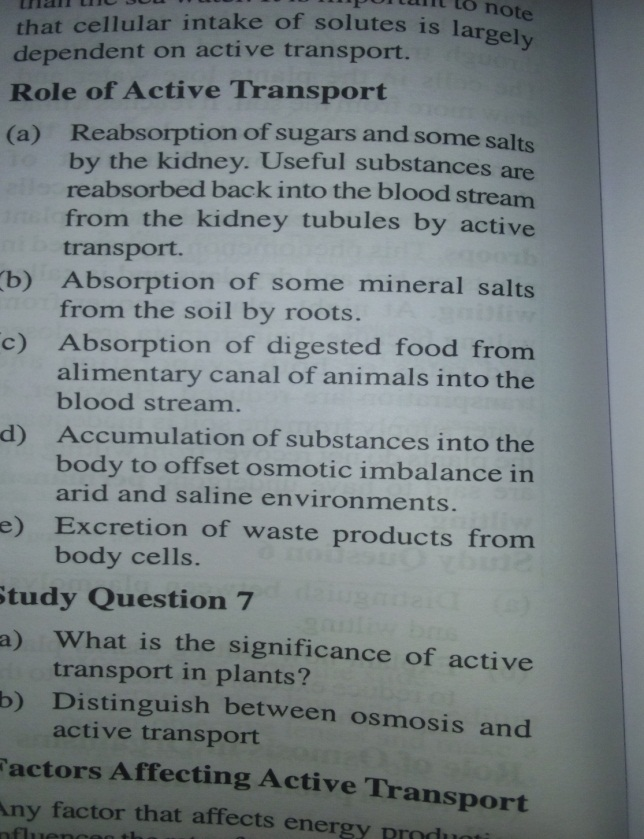 to note
that cellular intake of solutes is largely
dependent on active transport.
Role of Active Transport
(a) Reabsorption of sugars and some salts
by the kidney. Useful substances are
reabsorbed back into the blood stream
from the kidney tubules by active
transport.
(b) Absorption of some mineral salts
from the soil by roots.
c) Absorption of digested food from
alimentary canal of animals into the
blood stream.
d) Accumulation of substances into the
body to offset osmotic imbalance in
arid and saline environments.
e) Excretion of waste products from
body cells.
Study Question 7
a) What is the significance of active
transport in plants?
b) Distinguish between osmosis and
active transport
Factors Affecting Active Transport
Any factor that affects energy